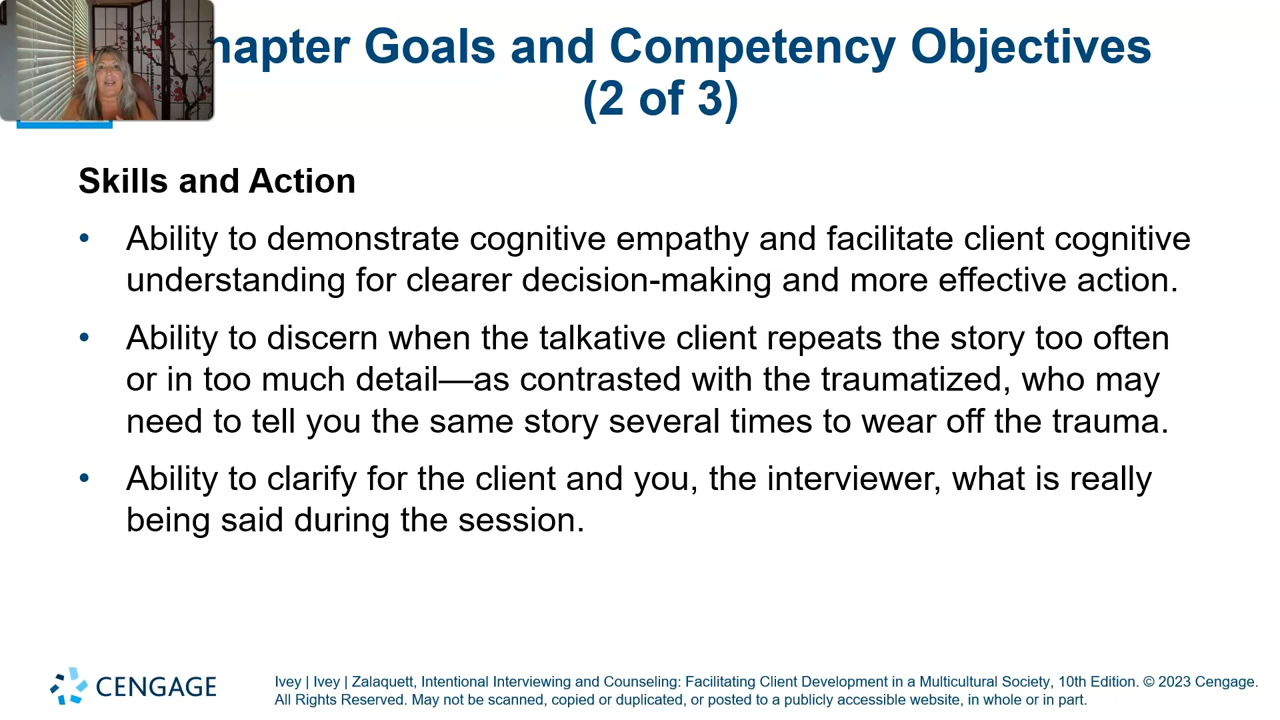 hapter Goals and Competency Objectives
(2 of 3)
Skills and Action
• Ability to demonstrate cognitive empathy and facilitate client cognitive
understanding for clearer decision-making and more effective action.
• Ability to discern when the talkative client repeats the story too often
or in too much detail—as contrasted with the traumatized, who may
need to tell you the same story several times to wear off the trauma.
• Ability to clarify for the client and you, the interviewer, what is really
being said during the session.
CENGAGE
Ivey | Ivey | Zalaquett, Intentional Interviewing and Counseling: Facilitating Client Development in a Multicultural Society, 10th Edition. © 2023 Cengage.
All Rights Reserved. May not be scanned, copied or duplicated, or posted to a publicly accessible website, in whole or in part.